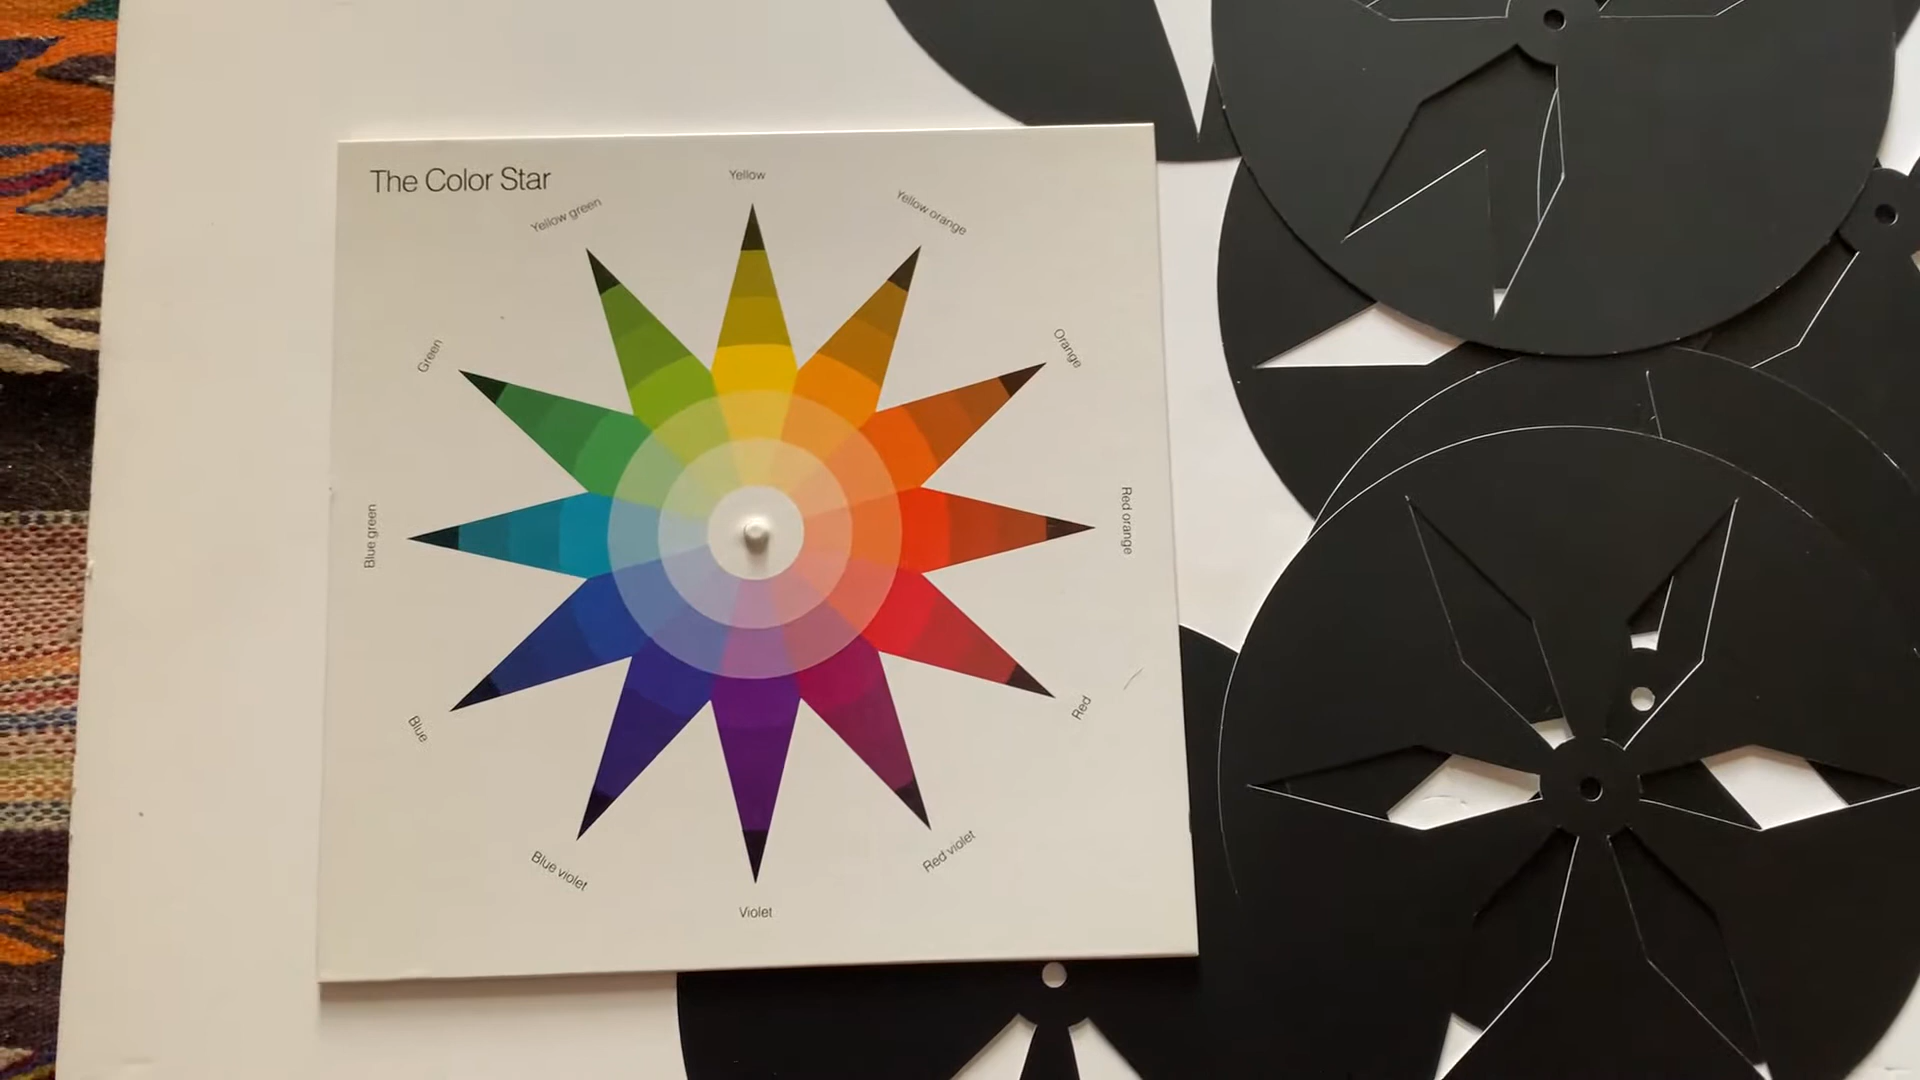 The Color Star
Yellow
Yellow orange
Orange
Red orange
Red
Red violet
Violet
Blue violet
Blue
Blue green
Green
Yellow green